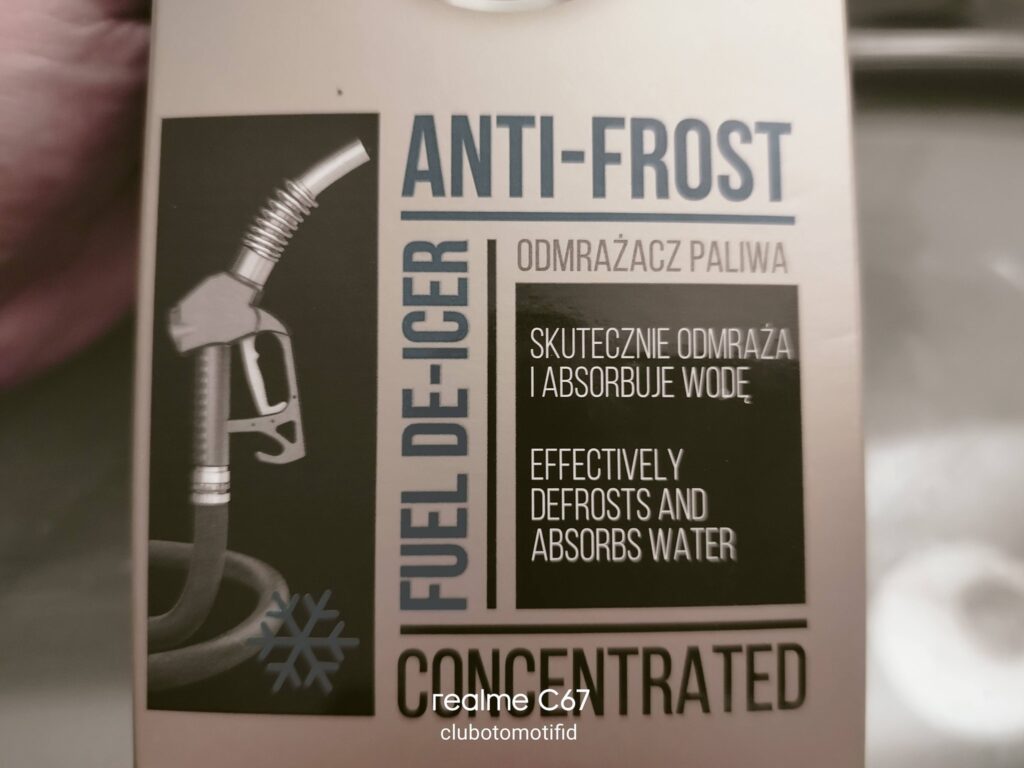 ANTI-FROST
FUEL DE-ICER
ODMRAŻACZ PALIWA
SKUTECZNIE ODMRAŻA
I ABSORBUJE WODĘ
EFFECTIVELY
DEFROSTS AND
ABSORBS WATER
CONCENTRATED
realme C67
clubotomotifid